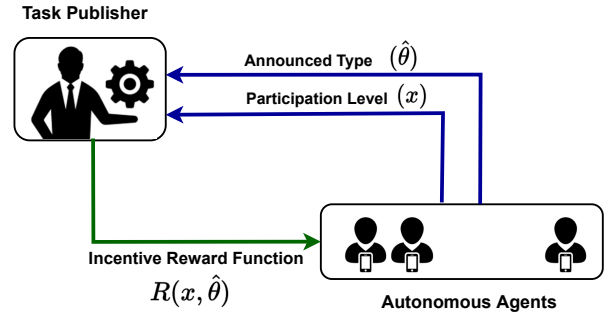 Task Publisher
Announced Type (θ̂)
Participation Level (x)
Incentive Reward Function
R(x, θ̂)
Autonomous Agents